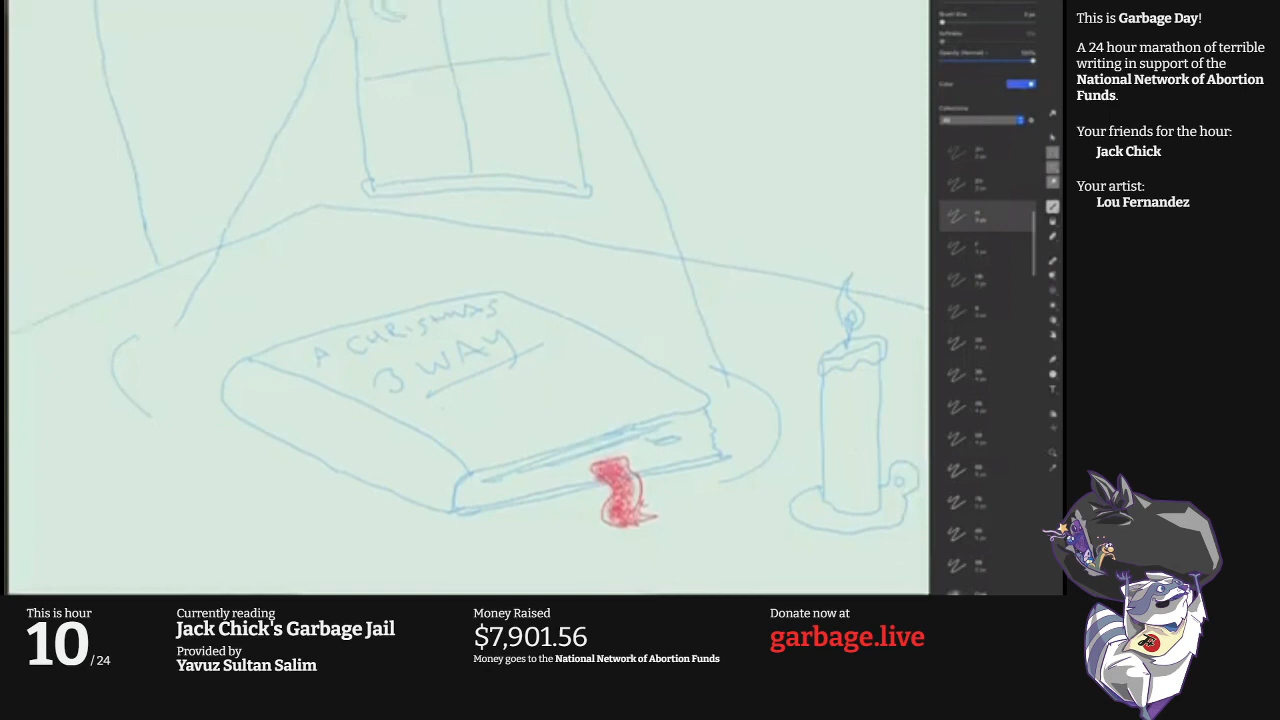 This is Garbage Day!
A 24 hour marathon of terrible
writing in support of the
National Network of Abortion
Funds.
Your friends for the hour:
Jack Chick
Your artist:
Lou Fernandez
Color
A CHRISTMAS
3 WAY
This is hour
10 / 24
Currently reading
Jack Chick's Garbage Jail
Provided by
Yavuz Sultan Salim
Money Raised
$7,901.56
Money goes to the National Network of Abortion Funds
Donate now at
garbage.live